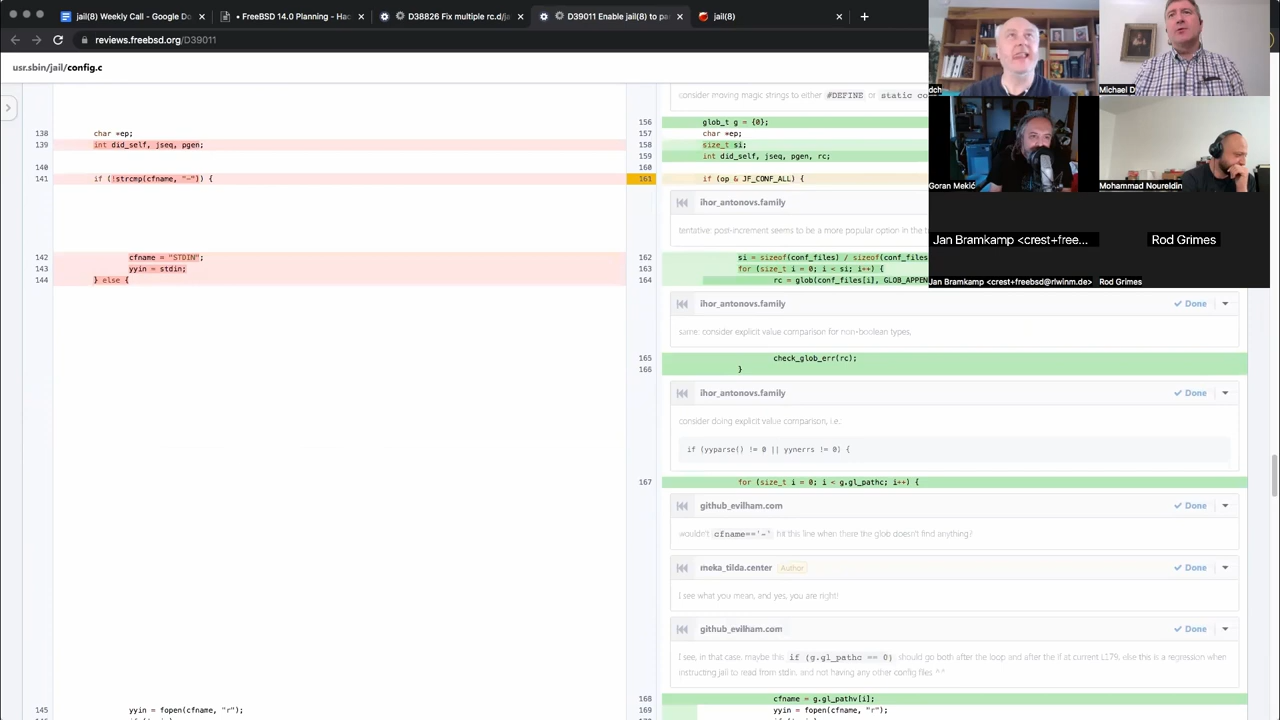 jail(8) Weekly Call - Google Do
• FreeBSD 14.0 Planning - Hac
D38826 Fix multiple rc.d/ja
D39011 Enable jail(8) to pa
jail(8)
reviews.freebsd.org/D39011
usr.sbin/jail/config.c
138 char *ep;
139 int did_self, jseq, pgen;
140
141 if (!strcmp(cfname, "-")) {
142 cfname = "STDIN";
143 yyin = stdin;
144 } else {
145 yyin = fopen(cfname, "r");
consider moving magic strings to either #DEFINE or static co
156 glob_t g = {0};
157 char *ep;
158 size_t si;
159 int did_self, jseq, pgen, rc;
160
161 if (op & JF_CONF_ALL) {
ihor_antonovs.family
tentative: post-increment seems to be a more popular option in the
162 si = sizeof(conf_files) / sizeof(conf_files
163 for (size_t i = 0; i < si; i++) {
164 rc = glob(conf_files[i], GLOB_APPEN
ihor_antonovs.family
Done
same: consider explicit value comparison for non-boolean types,
165 check_glob_err(rc);
166 }
ihor_antonovs.family
Done
consider doing explicit value comparison, i.e.:
if (yyparse() != 0 || yynerrs != 0) {
167 for (size_t i = 0; i < g.gl_pathc; i++) {
github_evilham.com
Done
wouldn't cfname=='-' hit this line when there the glob doesn't find anything?
meka_tilda.center Author
Done
I see what you mean, and yes, you are right!
github_evilham.com
Done
I see, in that case, maybe this if (g.gl_pathc == 0) should go both after the loop and after the if at current L179, else this is a regression when
instructing jail to read from stdin, and not having any other config files ^^
168 cfname = g.gl_pathv[i];
169 yyin = fopen(cfname, "r");
dch
Michael D
Goran Mekić
Mohammad Noureldin
Jan Bramkamp <crest+free...
Rod Grimes
Jan Bramkamp <crest+freebsd@rlwinm.de>
Rod Grimes